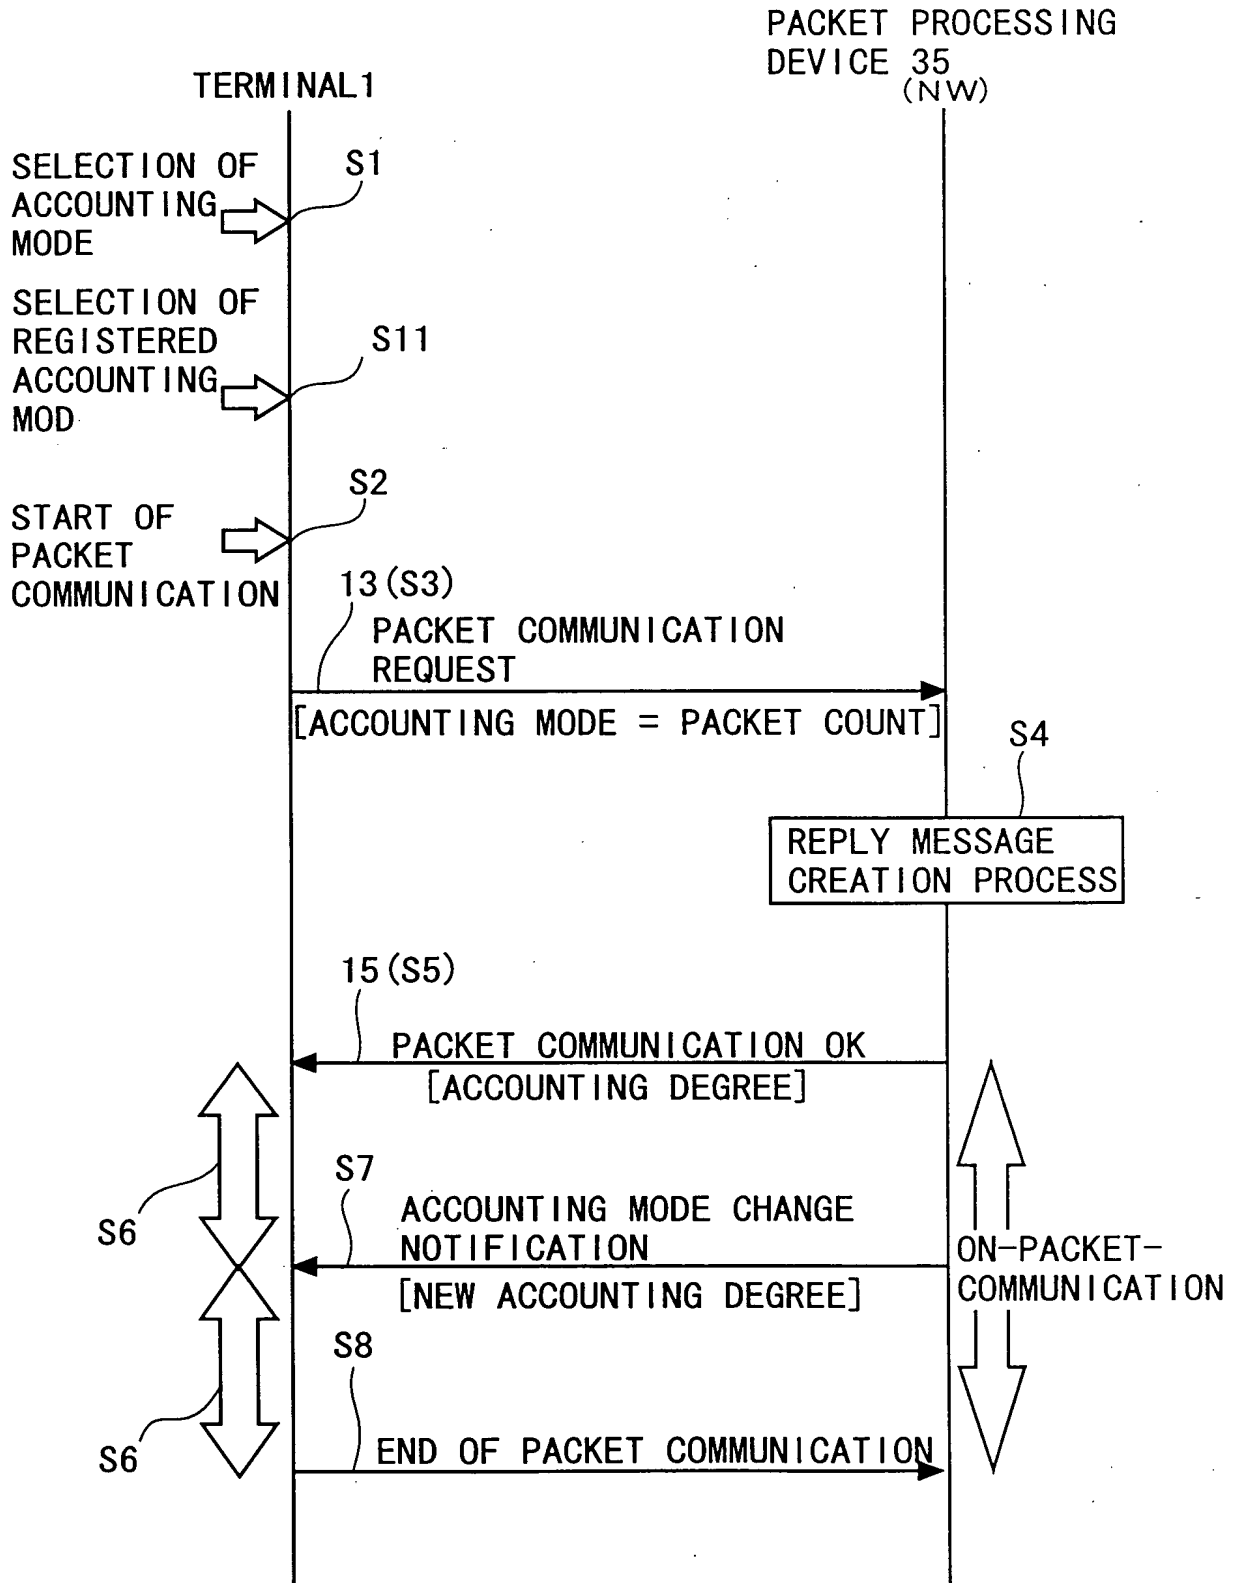 PACKET PROCESSING
DEVICE 35
(NW)
TERMINAL1
SELECTION OF
ACCOUNTING
MODE
S1
SELECTION OF
REGISTERED
ACCOUNTING
MOD
S11
START OF
PACKET
COMMUNICATION
S2
13(S3)
PACKET COMMUNICATION
REQUEST
[ACCOUNTING MODE = PACKET COUNT]
S4
REPLY MESSAGE
CREATION PROCESS
15(S5)
PACKET COMMUNICATION OK
[ACCOUNTING DEGREE]
S6
S7
ACCOUNTING MODE CHANGE
NOTIFICATION
[NEW ACCOUNTING DEGREE]
ON-PACKET-
COMMUNICATION
S8
S6
END OF PACKET COMMUNICATION